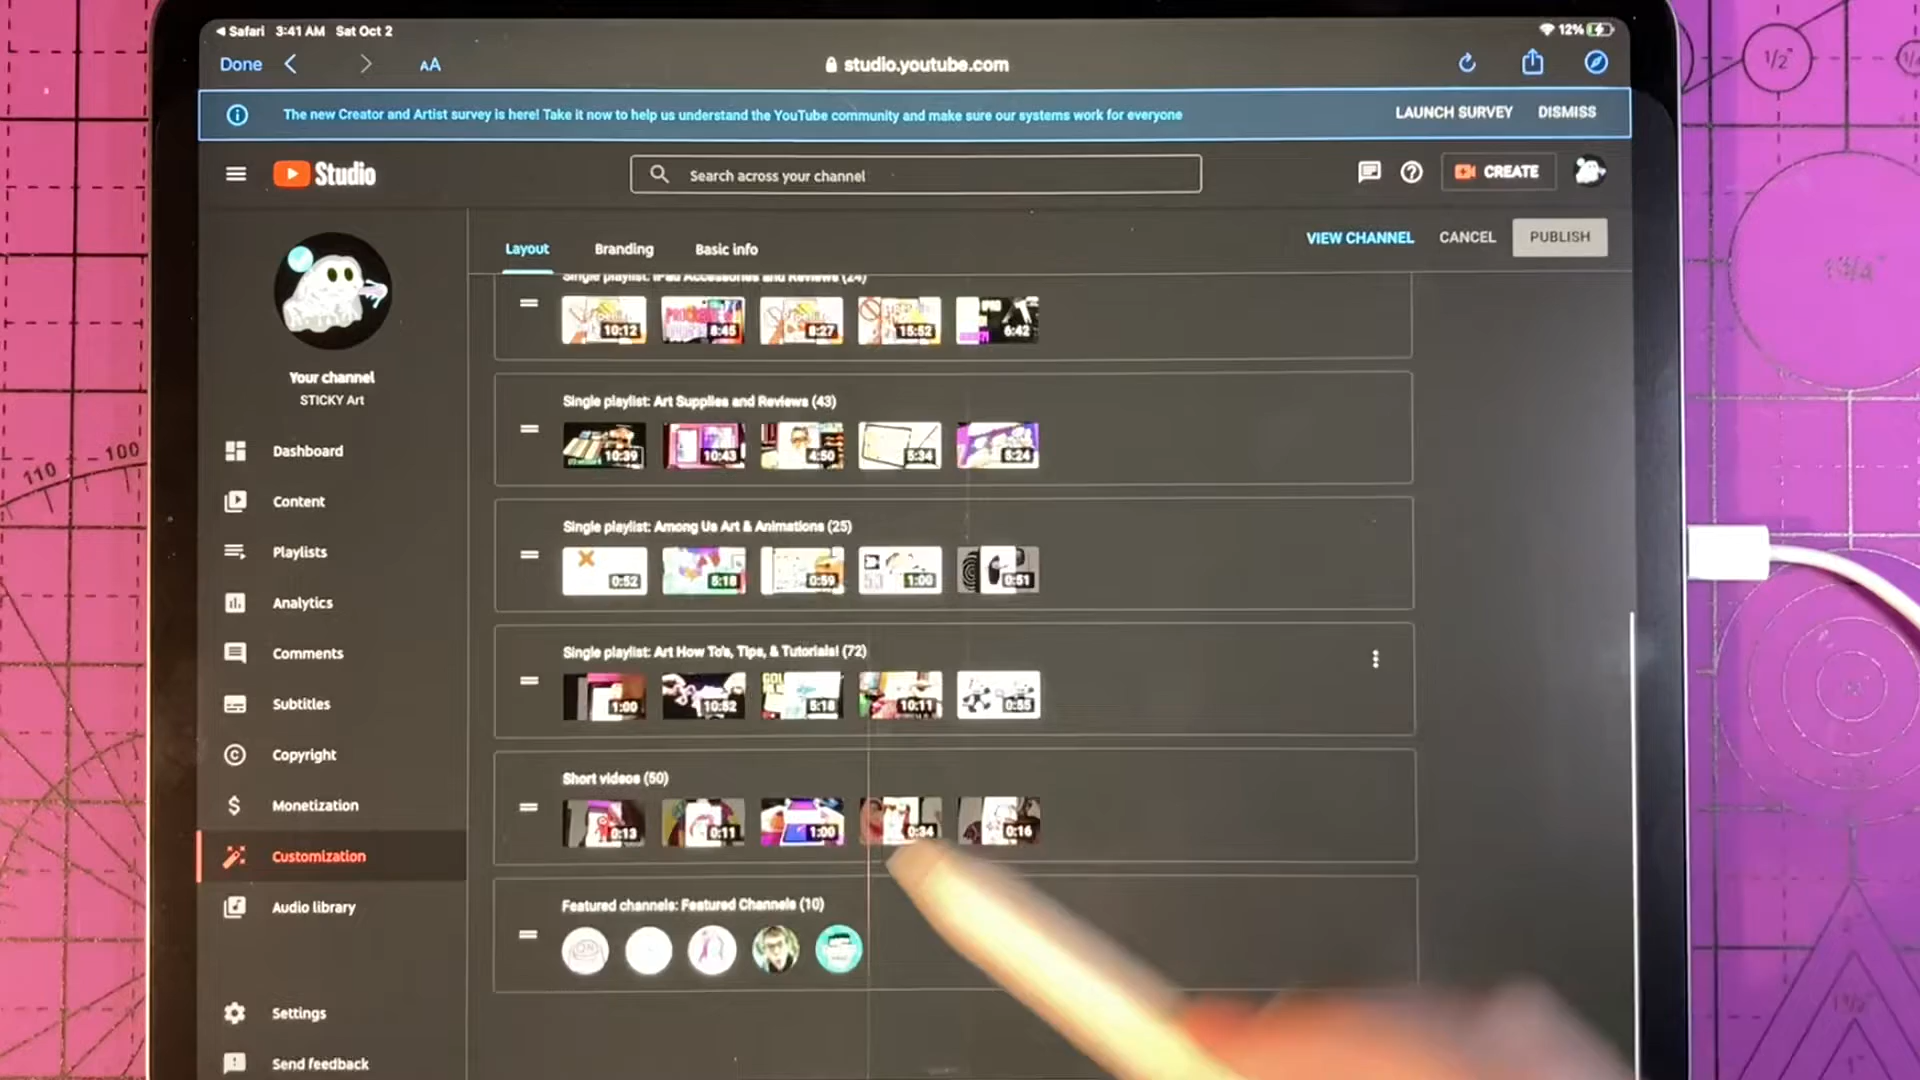 Safari 3:41 AM Sat Oct 2
12%
Done
AA
studio.youtube.com
The new Creator and Artist survey is here! Take it now to help us understand the YouTube community and make sure our systems work for everyone
LAUNCH SURVEY
DISMISS
Studio
Search across your channel
CREATE
Layout
Branding
Basic info
VIEW CHANNEL
CANCEL
PUBLISH
Your channel
STICKY Art
Dashboard
Content
Playlists
Analytics
Comments
Subtitles
Copyright
Monetization
Customization
Audio library
Settings
Send feedback
Single playlist: iPad Accessories and Reviews (24)
10:12
8:45
8:27
15:52
6:42
Single playlist: Art Supplies and Reviews (43)
10:39
10:43
4:50
5:34
Single playlist: Among Us Art & Animations (25)
0:52
5:18
0:59
1:00
0:51
Single playlist: Art How To's, Tips, & Tutorials! (72)
1:00
10:52
5:18
10:11
0:55
Short videos (50)
0:13
0:11
1:00
0:34
0:16
Featured channels: Featured Channels (10)
110
100
1/2"